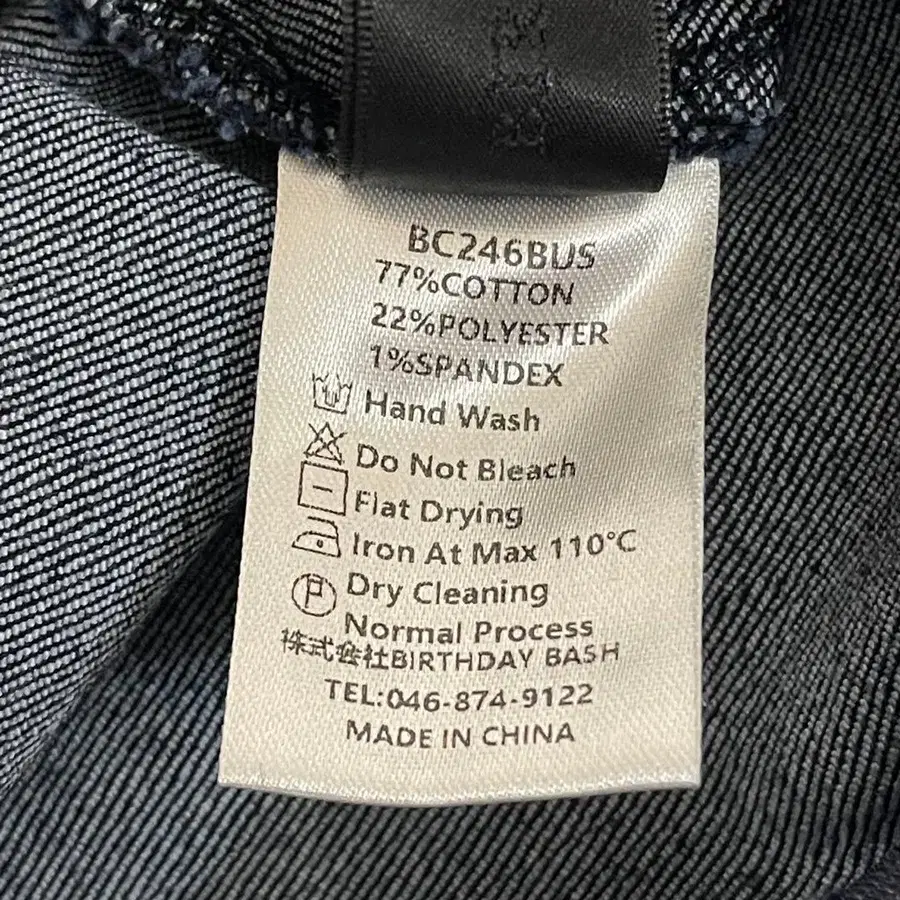 BC246BUS
77%COTTON
22%POLYESTER
1%SPANDEX
Hand Wash
Do Not Bleach
Flat Drying
Iron At Max 110°C
P Dry Cleaning
Normal Process
株式会社BIRTHDAY BASH
TEL:046-874-9122
MADE IN CHINA